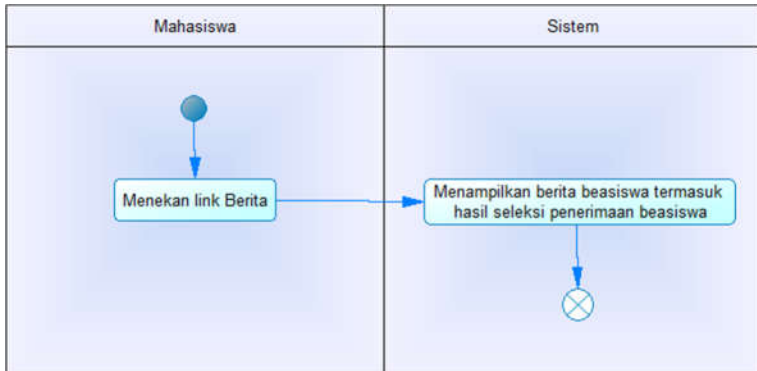 Mahasiswa
Sistem
Menekan link Berita
Menampilkan berita beasiswa termasuk
hasil seleksi penerimaan beasiswa